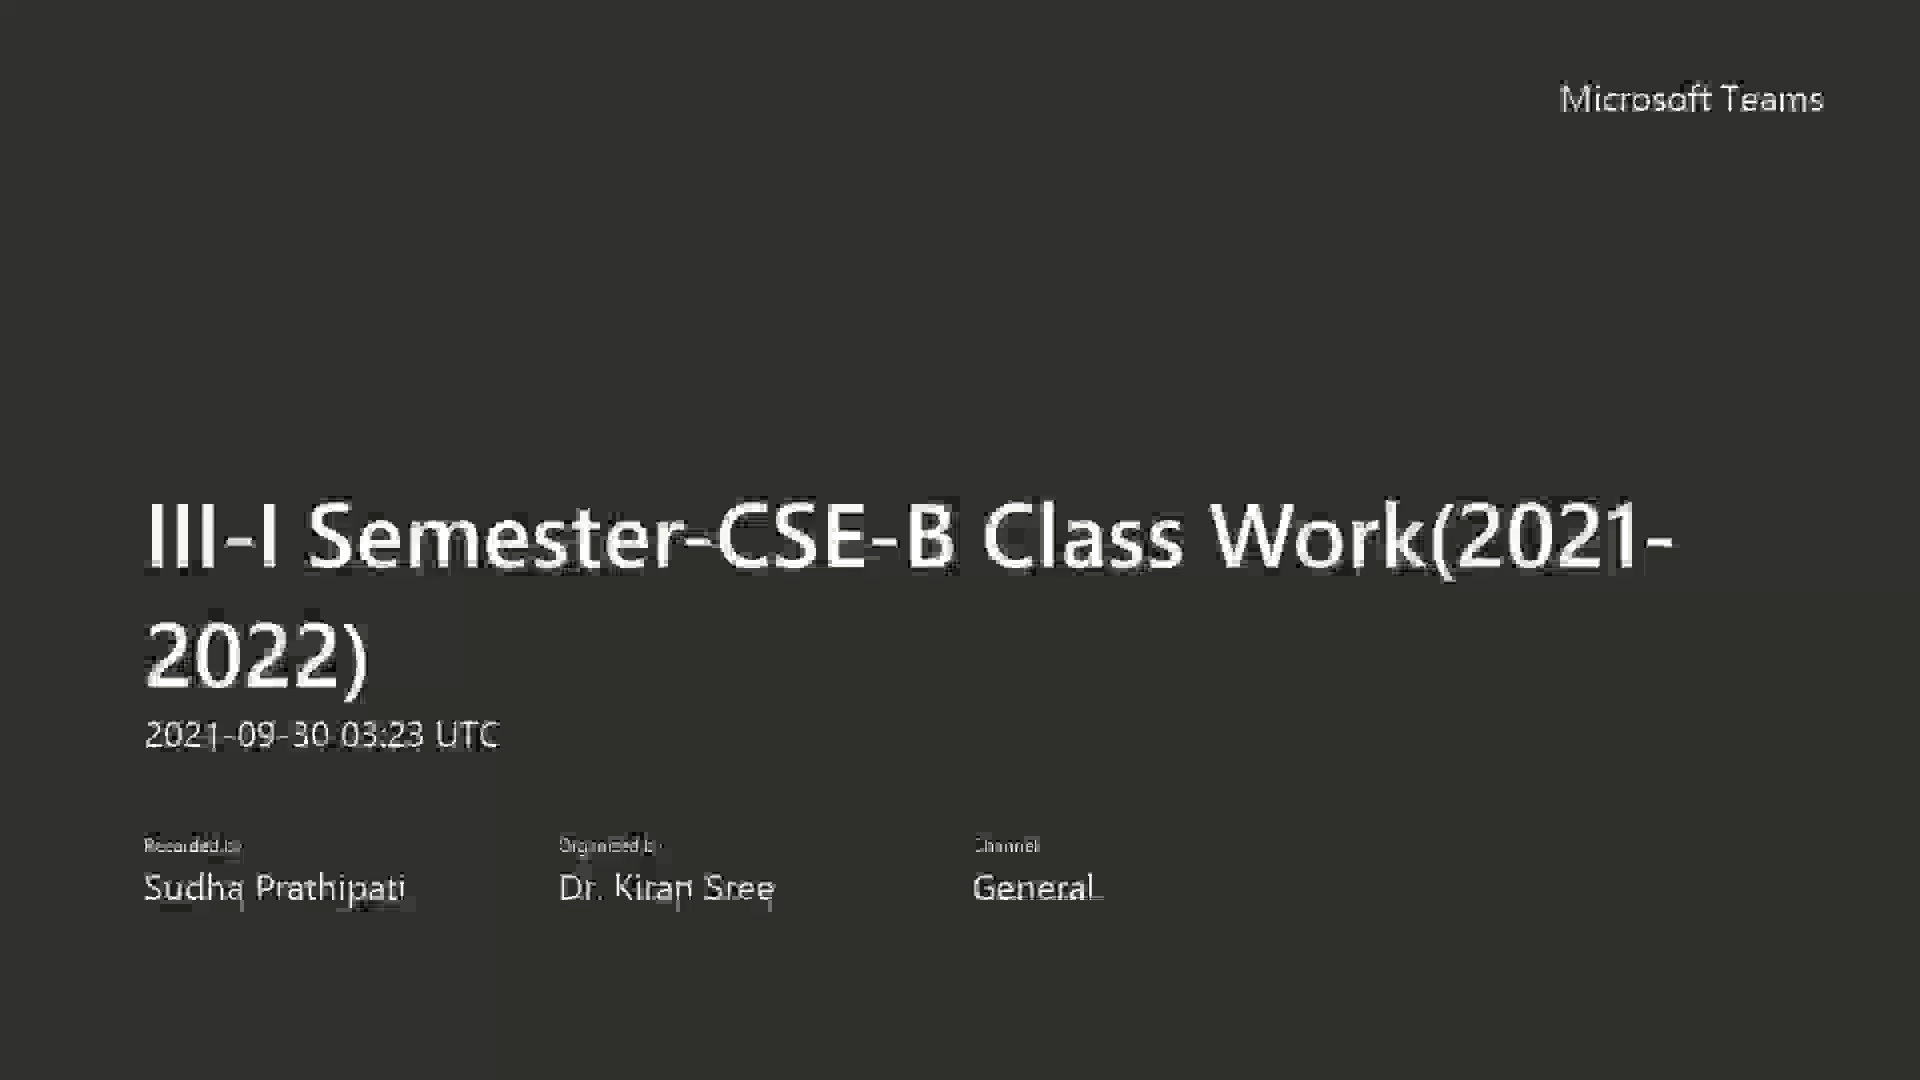 Microsoft Teams
III-I Semester-CSE-B Class Work(2021-
2022)
2021-09-30 03:23 UTC
Recorded by
Organized by
Channel
Sudha Prathipati
Dr. Kiran Sree
General